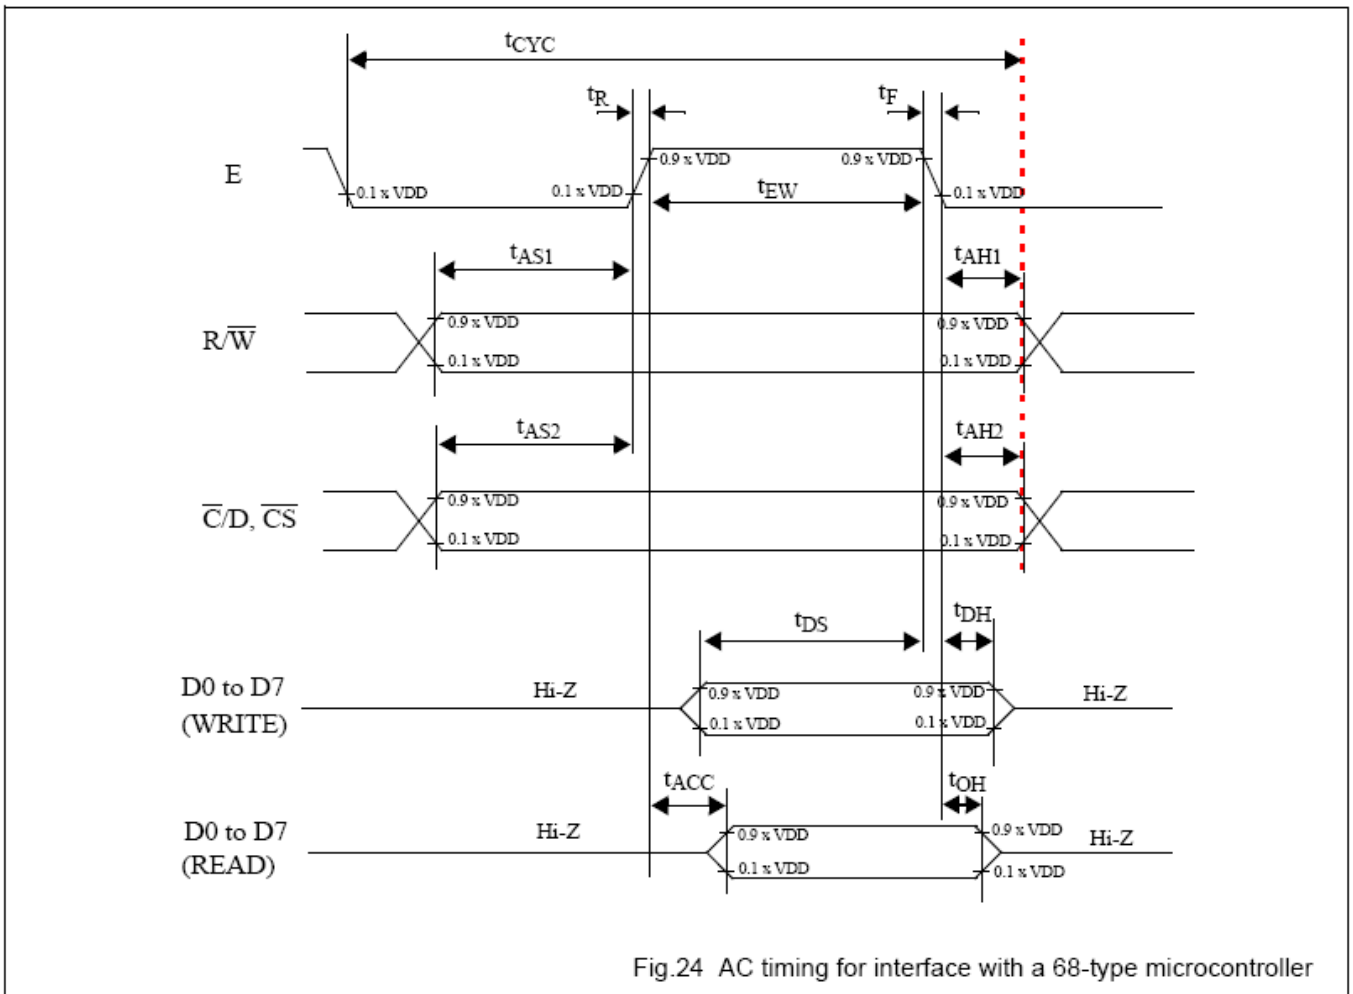 tCYC
tR
tF
E
0.9 x VDD
0.9 x VDD
0.1 x VDD
0.1 x VDD
tEW
0.1 x VDD
tAS1
tAH1
R/W̅
0.9 x VDD
0.9 x VDD
0.1 x VDD
0.1 x VDD
tAS2
tAH2
C̅/D, C̅S̅
0.9 x VDD
0.9 x VDD
0.1 x VDD
0.1 x VDD
tDS
tDH
D0 to D7
(WRITE)
Hi-Z
0.9 x VDD
0.9 x VDD
Hi-Z
0.1 x VDD
0.1 x VDD
tACC
tOH
D0 to D7
(READ)
Hi-Z
0.9 x VDD
0.9 x VDD
Hi-Z
0.1 x VDD
0.1 x VDD
Fig.24 AC timing for interface with a 68-type microcontroller